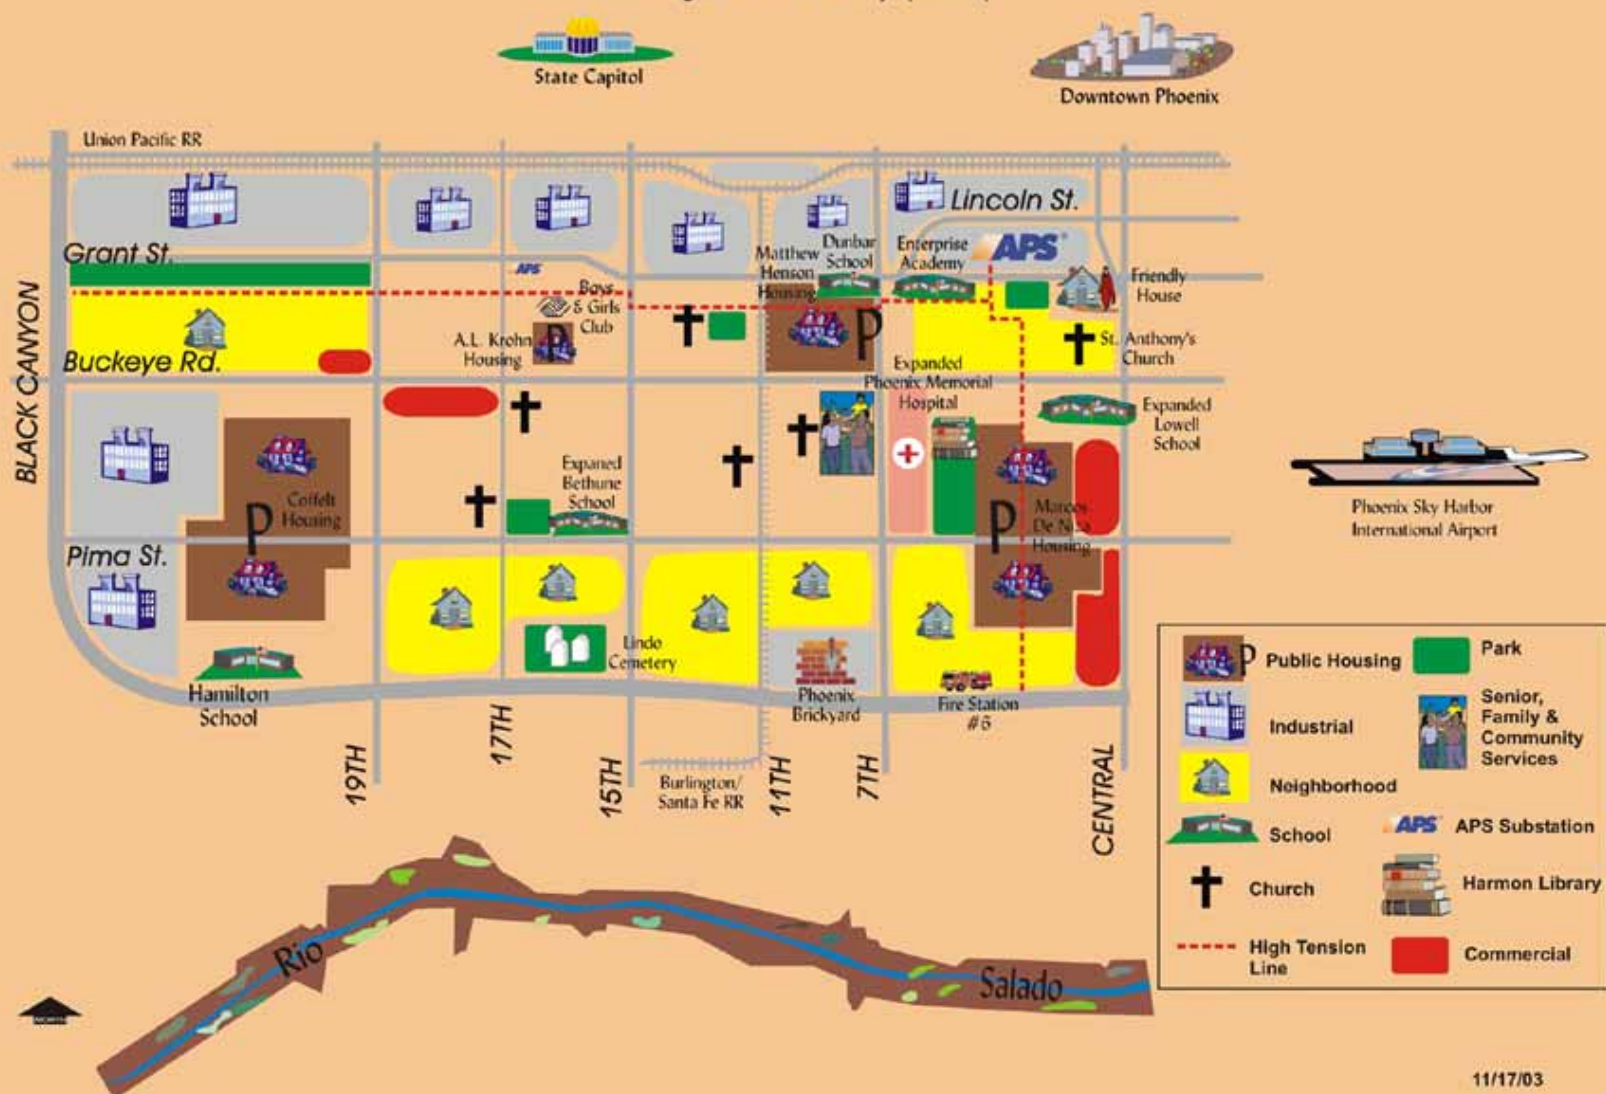 State Capitol
Downtown Phoenix
Union Pacific RR
Lincoln St.
Grant St.
APS
Matthew
Henson
Housing
Dunbar
School
Enterprise
Academy
APS
Friendly
House
Boys
& Girls
Club
A.L. Krohn
Housing
P
P
St. Anthony's
Church
Buckeye Rd.
BLACK CANYON
Expanded
Phoenix Memorial
Hospital
Expanded
Lowell
School
Coffelt
Housing
P
Expaned
Bethune
School
P
Marcos
De Niza
Housing
Phoenix Sky Harbor
International Airport
Pima St.
Hamilton
School
Lindo
Cemetery
Phoenix
Brickyard
Fire Station
#6
19TH
17TH
15TH
Burlington/
Santa Fe RR
11TH
7TH
CENTRAL
P
Public Housing
Park
Industrial
Senior,
Family &
Community
Services
Neighborhood
School
APS
APS Substation
Church
Harmon Library
High Tension
Line
Commercial
Rio
Salado
NORTH
11/17/03